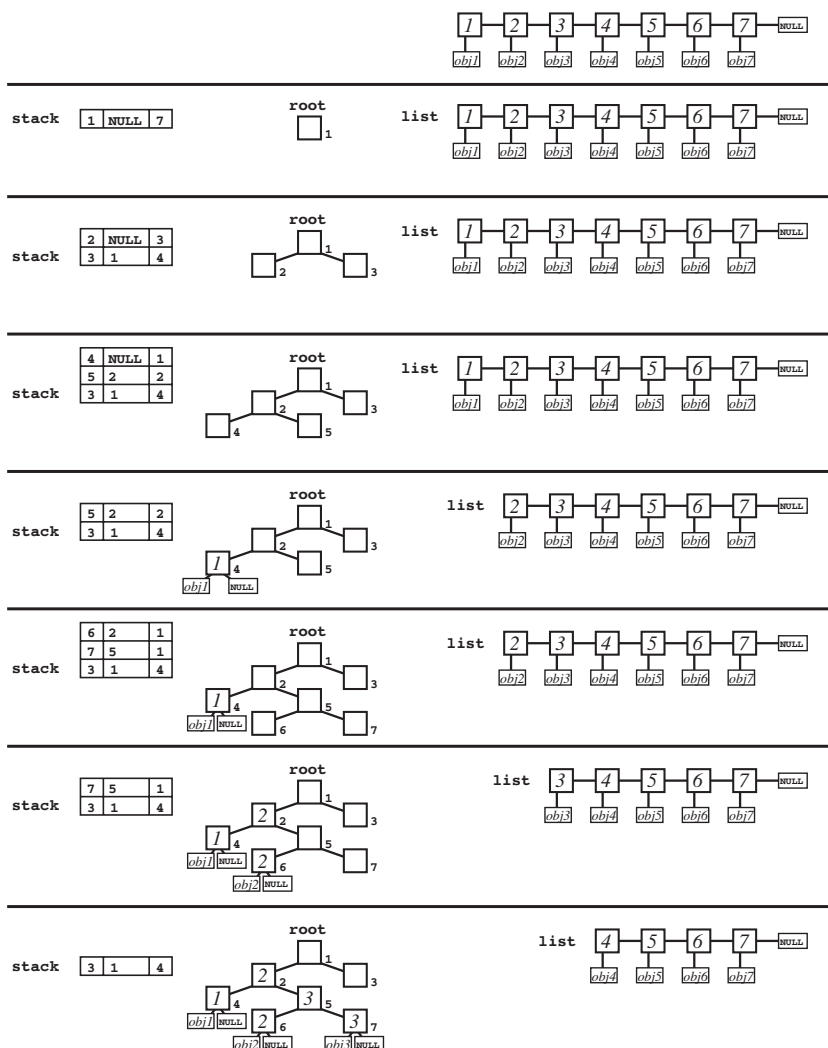 1 2 3 4 5 6 7 NULL
obj1 obj2 obj3 obj4 obj5 obj6 obj7
stack 1 NULL 7
root
1
list 1 2 3 4 5 6 7 NULL
obj1 obj2 obj3 obj4 obj5 obj6 obj7
stack
2 NULL 3
3 1 4
root
1
2 3
list 1 2 3 4 5 6 7 NULL
obj1 obj2 obj3 obj4 obj5 obj6 obj7
stack
4 NULL 1
5 2 2
3 1 4
root
1
2 3
4 5
list 1 2 3 4 5 6 7 NULL
obj1 obj2 obj3 obj4 obj5 obj6 obj7
stack
5 2 2
3 1 4
root
1
2 3
1 4 5
obj1 NULL
list 2 3 4 5 6 7 NULL
obj2 obj3 obj4 obj5 obj6 obj7
stack
6 2 1
7 5 1
3 1 4
root
1
2 3
1 4 5
obj1 NULL 6 7
list 2 3 4 5 6 7 NULL
obj2 obj3 obj4 obj5 obj6 obj7
stack
7 5 1
3 1 4
root
1
2 2 3
1 4 5
obj1 NULL 2 6 7
obj2 NULL
list 3 4 5 6 7 NULL
obj3 obj4 obj5 obj6 obj7
stack 3 1 4
root
1
2 2 3
1 4 3 5
obj1 NULL 2 6 3 7
obj2 NULL obj3 NULL
list 4 5 6 7 NULL
obj4 obj5 obj6 obj7